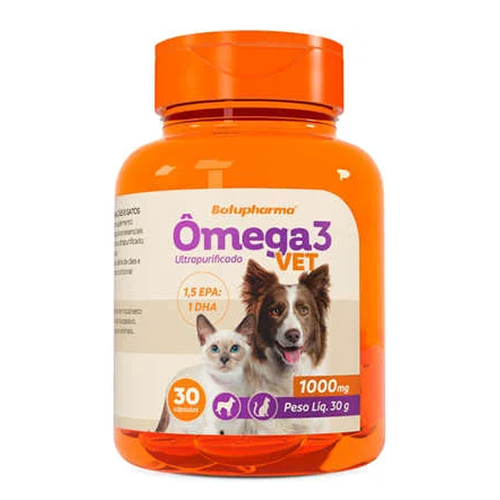 Botupharma®
Ômega3
VET
Ultrapurificado
1,5 EPA:
1 DHA
30
cápsulas
1000mg
Peso Líq. 30 g